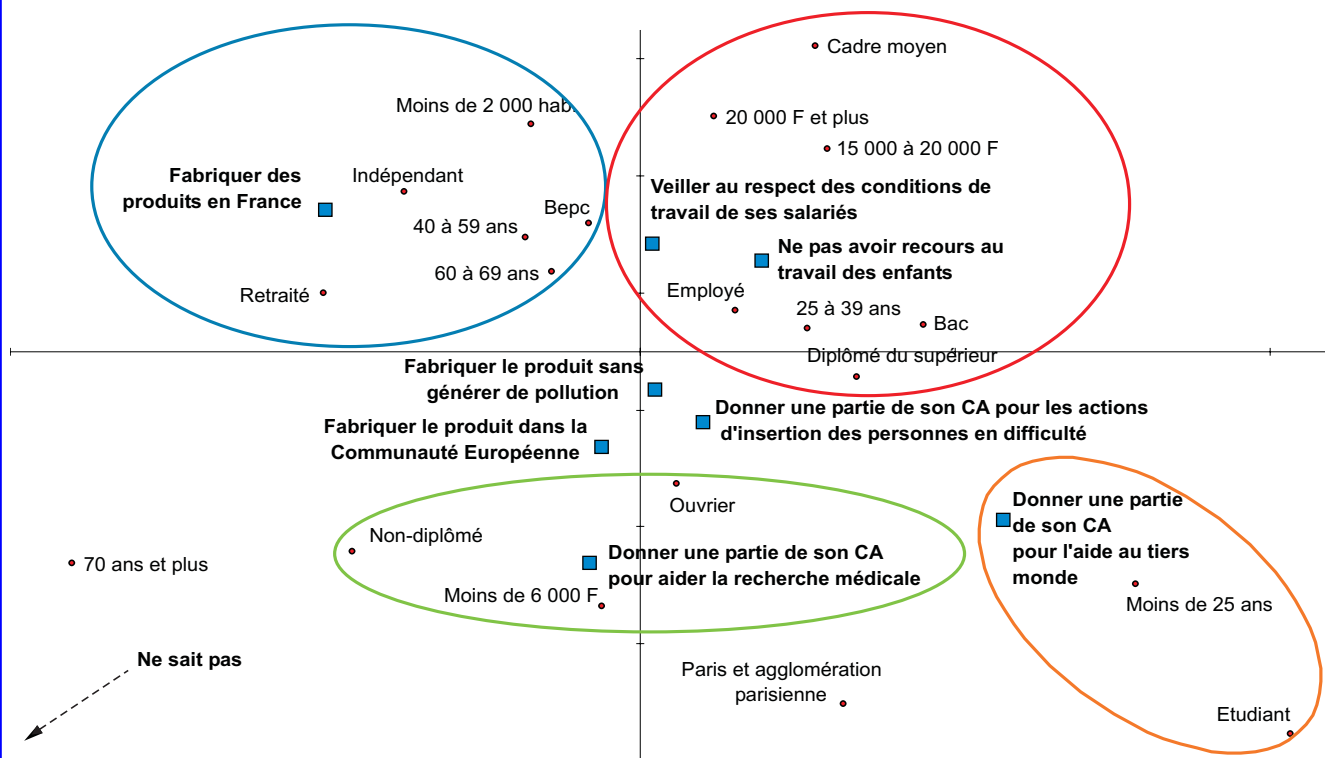 Cadre moyen
Moins de 2 000 hab.
20 000 F et plus
15 000 à 20 000 F
Fabriquer des
produits en France
Indépendant
Bepc
40 à 59 ans
60 à 69 ans
Retraité
Veiller au respect des conditions de
travail de ses salariés
Ne pas avoir recours au
travail des enfants
Employé
25 à 39 ans
Bac
Diplômé du supérieur
Fabriquer le produit sans
générer de pollution
Donner une partie de son CA pour les actions
d'insertion des personnes en difficulté
Fabriquer le produit dans la
Communauté Européenne
Ouvrier
Non-diplômé
Donner une partie de son CA
pour aider la recherche médicale
Moins de 6 000 F
Donner une partie
de son CA
pour l'aide au tiers
monde
Moins de 25 ans
70 ans et plus
Ne sait pas
Paris et agglomération
parisienne
Etudiant